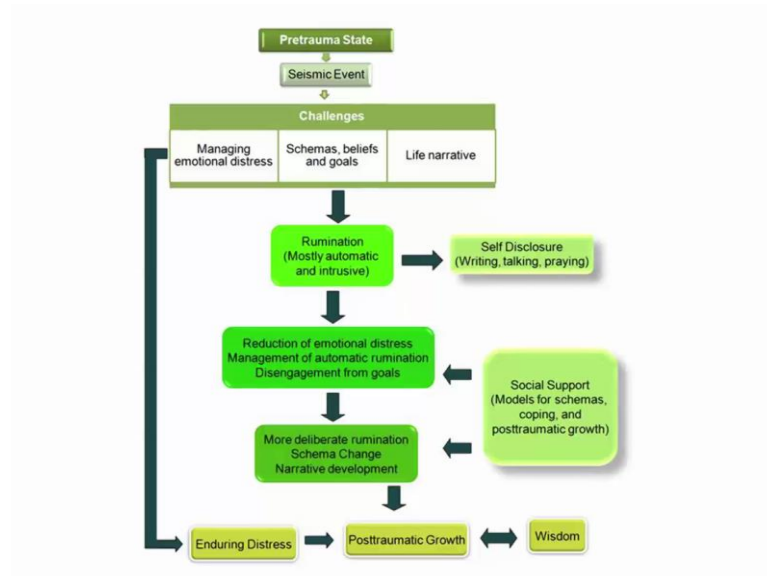 Pretrauma State
Seismic Event
Challenges
Managing
emotional distress
Schemas, beliefs
and goals
Life narrative
Rumination
(Mostly automatic
and intrusive)
Self Disclosure
(Writing, talking, praying)
Reduction of emotional distress
Management of automatic rumination
Disengagement from goals
Social Support
(Models for schemas,
coping, and
posttraumatic growth)
More deliberate rumination
Schema Change
Narrative development
Enduring Distress
Posttraumatic Growth
Wisdom